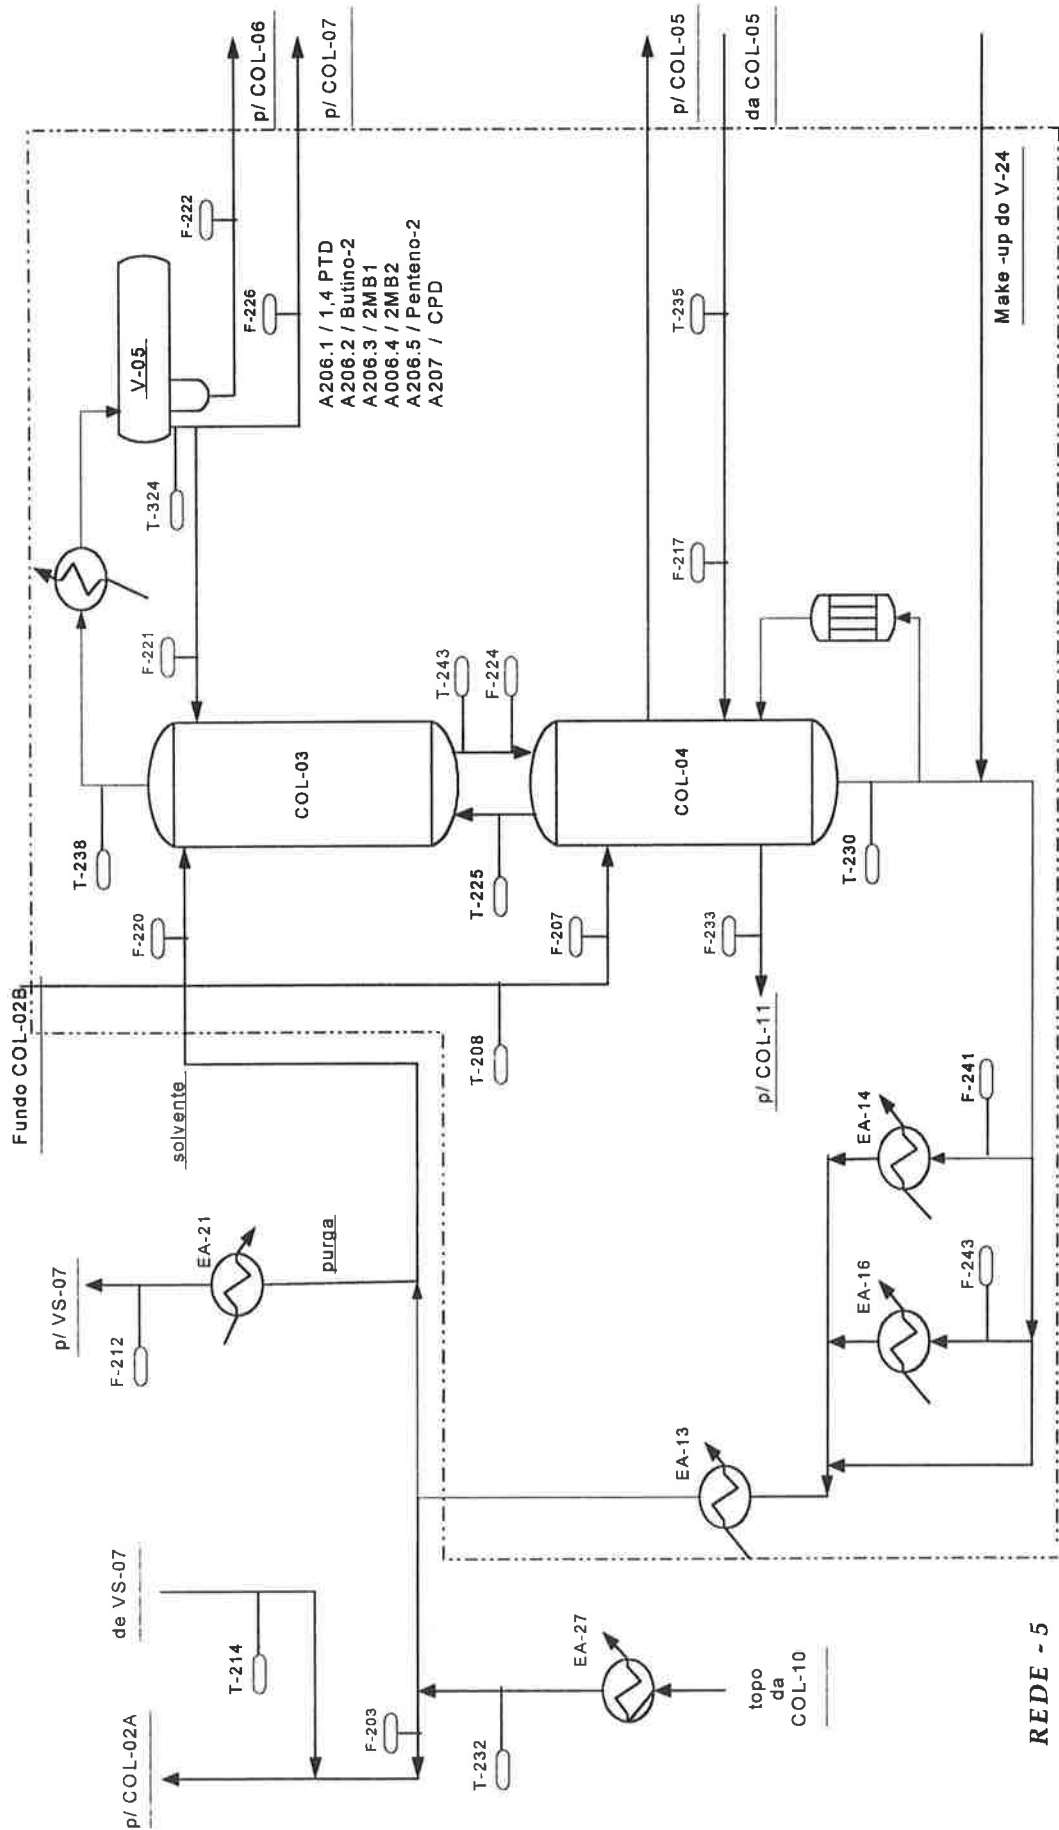 Fundo COL-02B
p/ COL-06
p/ COL-07
p/ COL-05
da COL-05
Make -up do V-24
V-05
F-222
F-226
T-324
A206.1 / 1,4 PTD
A206.2 / Butino-2
A206.3 / 2MB1
A006.4 / 2MB2
A206.5 / Penteno-2
A207 / CPD
F-221
T-238
F-220
COL-03
T-243
F-224
T-225
T-235
F-217
F-207
COL-04
T-208
F-233
T-230
p/ COL-11
solvente
purga
EA-21
p/ VS-07
F-212
EA-14
F-241
EA-16
F-243
EA-13
de VS-07
T-214
p/ COL-02A
F-203
T-232
EA-27
topo
da
COL-10
REDE - 5